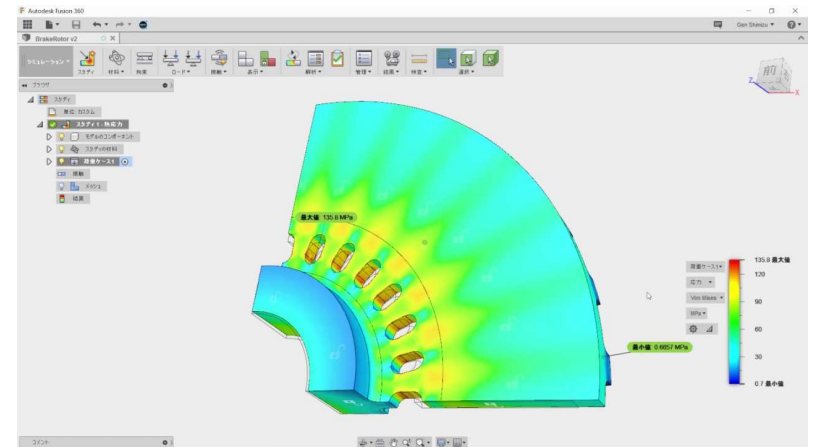 Autodesk Fusion 360
Gen Shimizu
BrakeRotor v2
シミュレーション
スタディ
材料
拘束
ロード
接触
表示
解析
管理
結果
検査
選択
ブラウザ
スタディ
単位: カスタム
スタディ 1 - 熱応力
モデルのコンポーネント
スタディの材料
荷重ケース1
接触
メッシュ
結果
前
Z
X
最大値 135.8 MPa
荷重ケース1
応力
Von Mises
MPa
135.8 最大値
120
90
60
30
0.7 最小値
最小値 0.6657 MPa
コメント